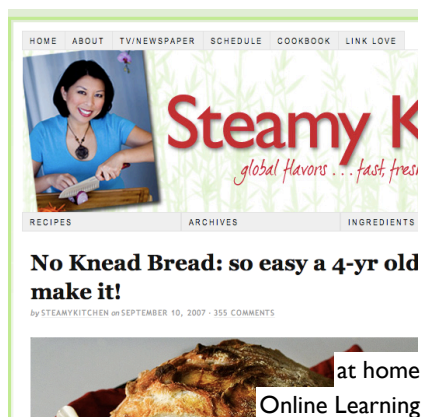 HOME ABOUT TV/NEWSPAPER SCHEDULE COOKBOOK LINK LOVE
Steamy K
global flavors . . . fast, fres
RECIPES ARCHIVES INGREDIENTS
No Knead Bread: so easy a 4-yr old
make it!
by STEAMYKITCHEN on SEPTEMBER 10, 2007 · 355 COMMENTS
at home
Online Learning